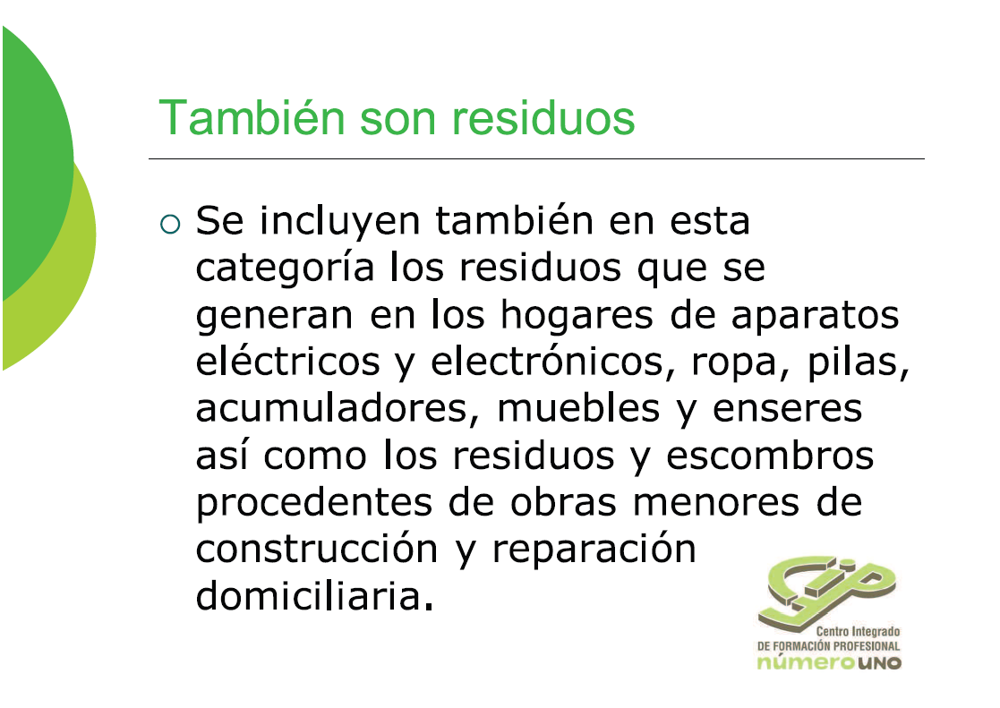 También son residuos
Se incluyen también en esta
categoría los residuos que se
generan en los hogares de aparatos
eléctricos y electrónicos, ropa, pilas,
acumuladores, muebles y enseres
así como los residuos y escombros
procedentes de obras menores de
construcción y reparación
domiciliaria.
cip
Centro Integrado
DE FORMACIÓN PROFESIONAL
númeroUNO